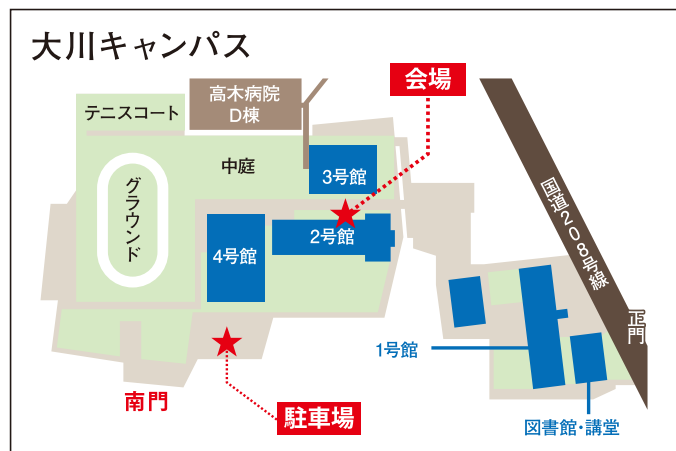 大川キャンパス
会場
高木病院
D棟
テニスコート
中庭
3号館
グラウンド
国道208号線
2号館
4号館
正門
1号館
南門
駐車場
図書館・講堂